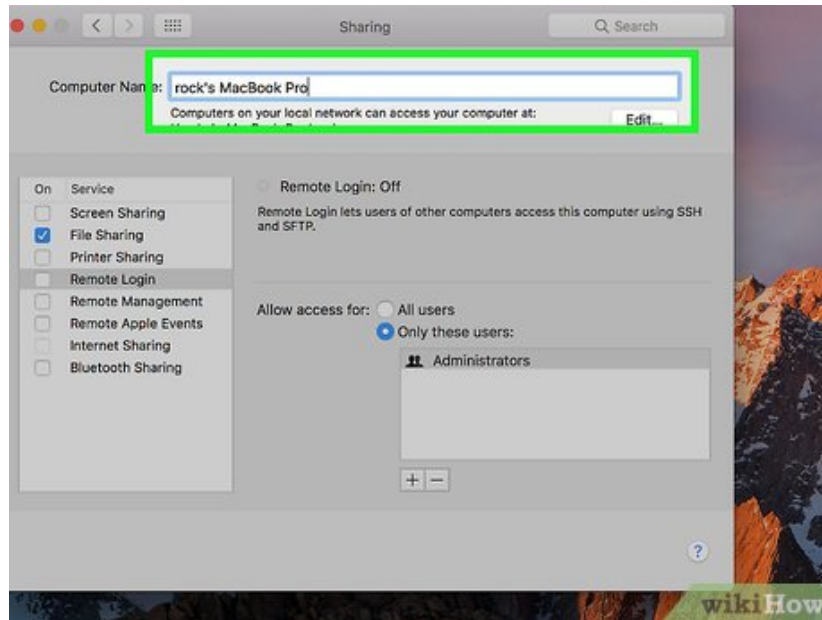 Sharing
Search
Computer Name: rock's MacBook Pro
Computers on your local network can access your computer at:
Edit...
On Service
Screen Sharing
File Sharing
Printer Sharing
Remote Login
Remote Management
Remote Apple Events
Internet Sharing
Bluetooth Sharing
Remote Login: Off
Remote Login lets users of other computers access this computer using SSH
and SFTP.
Allow access for: All users
Only these users:
Administrators
+ −
?
wikiHow